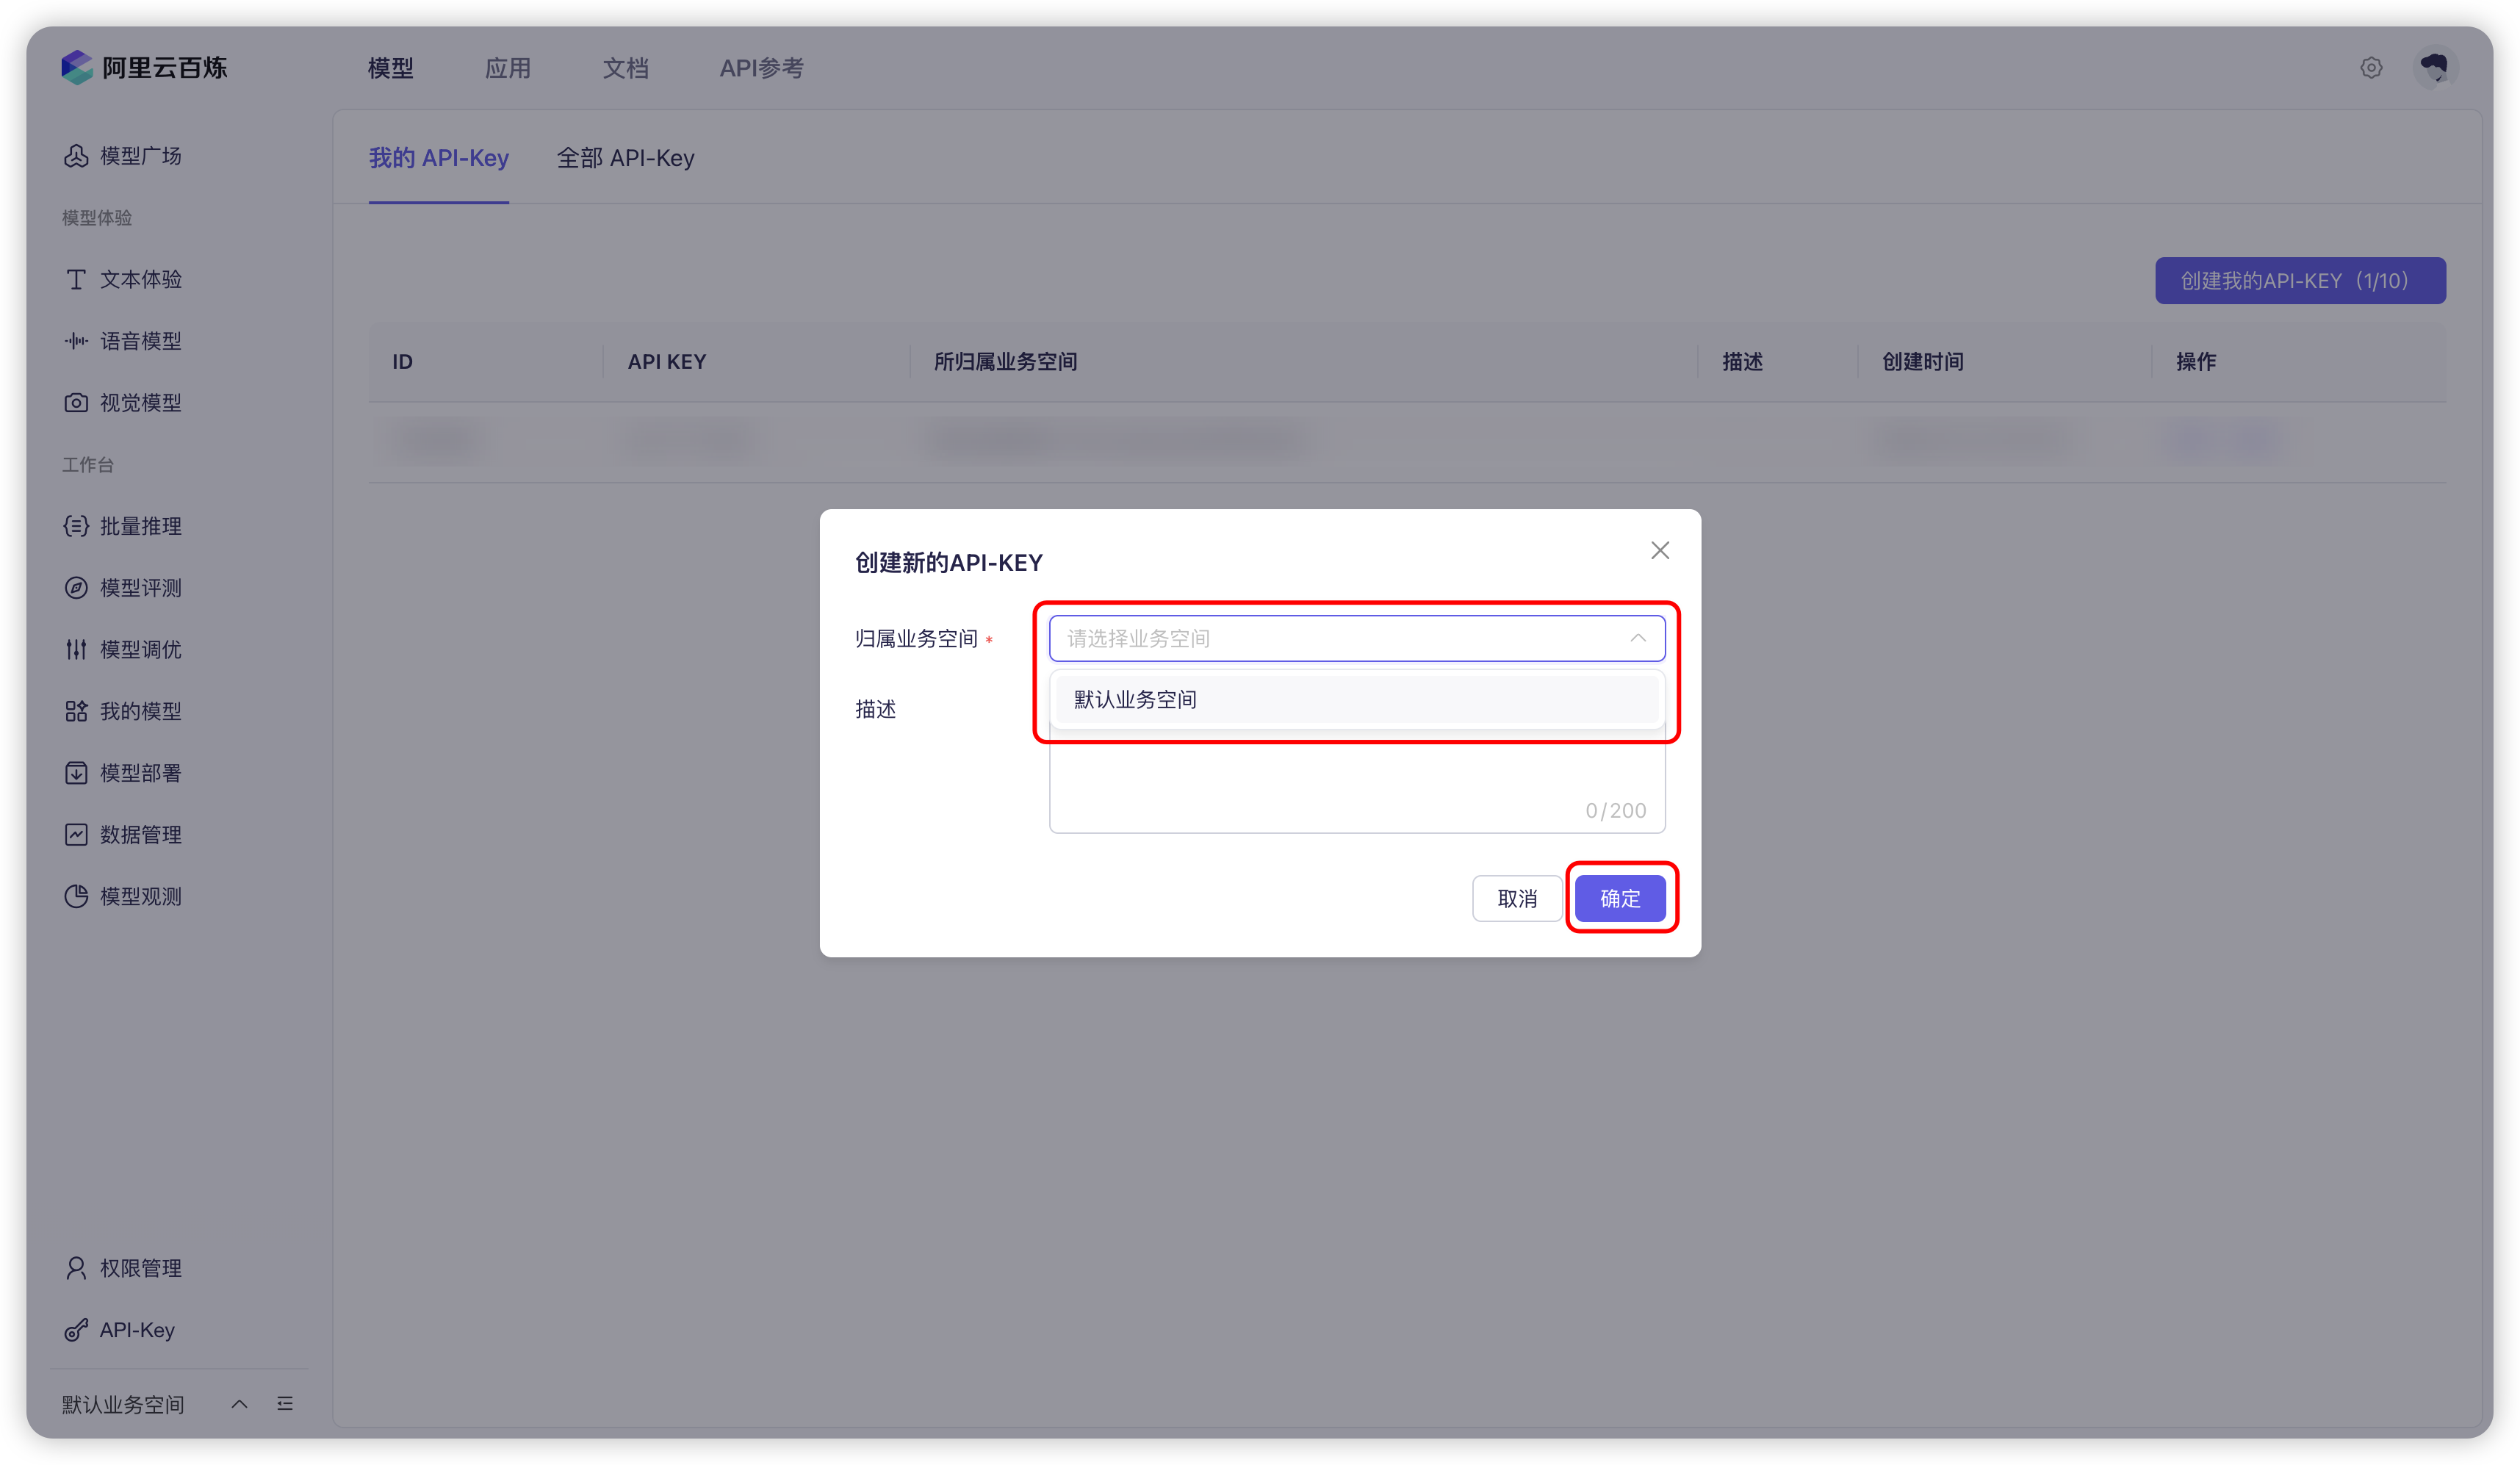 阿里云百炼
模型
应用
文档
API参考
模型广场
模型体验
文本体验
语音模型
视觉模型
工作台
批量推理
模型评测
模型调优
我的模型
模型部署
数据管理
模型观测
权限管理
API-Key
默认业务空间
我的 API-Key
全部 API-Key
创建我的API-KEY（1/10）
ID
API KEY
所归属业务空间
描述
创建时间
操作
创建新的API-KEY
归属业务空间 *
请选择业务空间
默认业务空间
描述
0/200
取消
确定